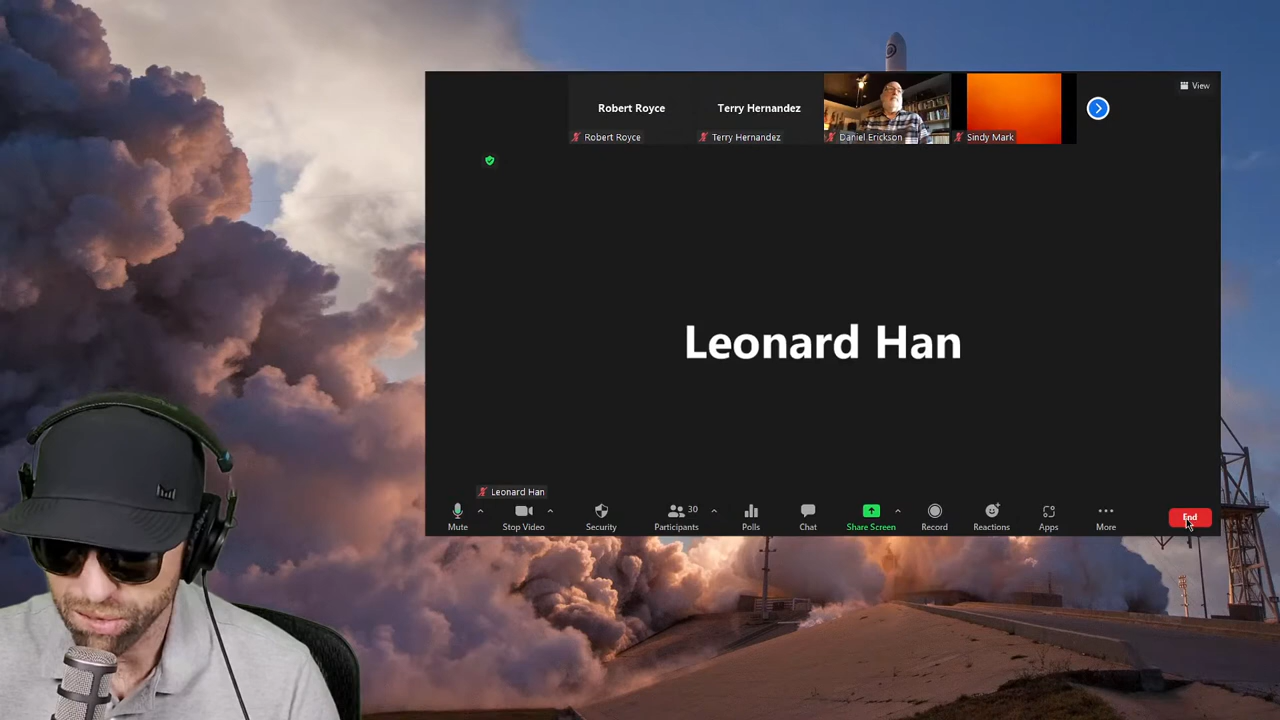 View
Robert Royce
Terry Hernandez
Robert Royce
Terry Hernandez
Daniel Erickson
Sindy Mark
Leonard Han
Leonard Han
30
Mute
Stop Video
Security
Participants
Polls
Chat
Share Screen
Record
Reactions
Apps
More
End